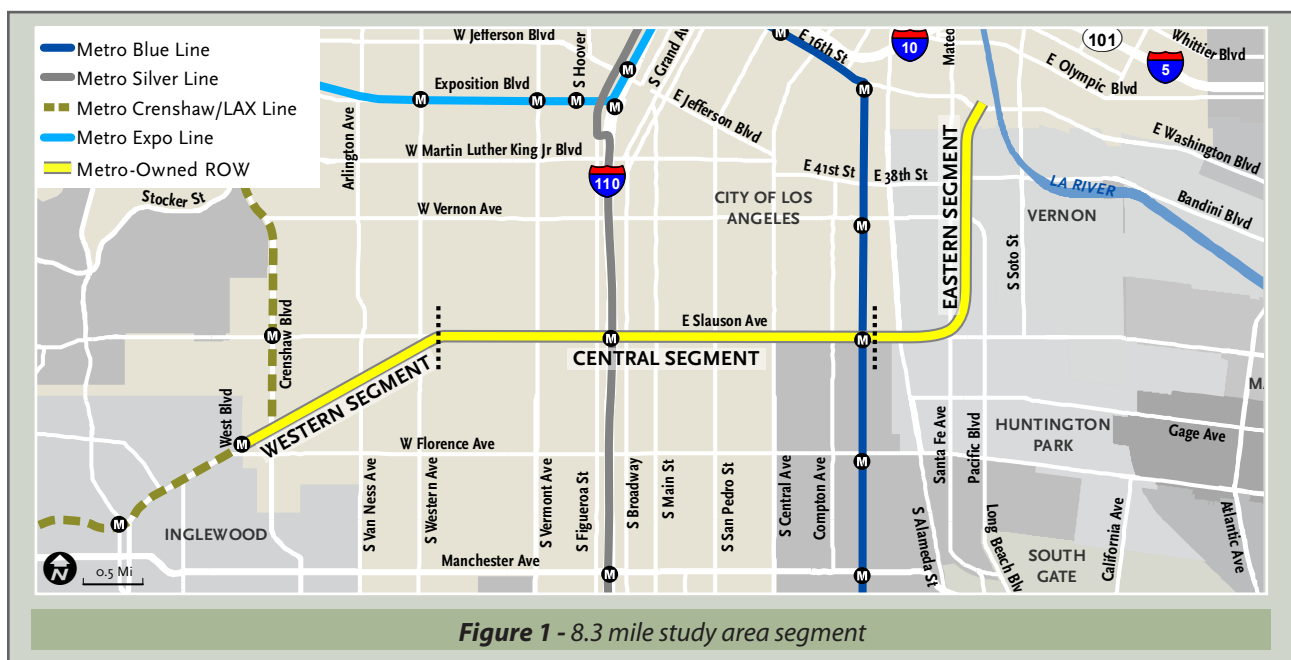 Metro Blue Line
Metro Silver Line
Metro Crenshaw/LAX Line
Metro Expo Line
Metro-Owned ROW
W Jefferson Blvd
S Hoover
S Grand Av
E 16th St
10
Mateo
101
Whittier Blvd
5
E Olympic Blvd
Exposition Blvd
M
M
M
M
M
M
M
Arlington Ave
E Jefferson Blvd
W Martin Luther King Jr Blvd
110
E 41st St
E 38th St
E Washington Blvd
Stocker St
CITY OF LOS
ANGELES
LA RIVER
Bandini Blvd
W Vernon Ave
M
VERNON
EASTERN SEGMENT
S Soto St
Crenshaw Blvd
M
E Slauson Ave
M
M
CENTRAL SEGMENT
WESTERN SEGMENT
West Blvd
M
W Florence Ave
M
HUNTINGTON
PARK
Gage Ave
M
S Van Ness Ave
S Western Ave
S Vermont Ave
S Figueroa St
S Broadway
S Main St
S San Pedro St
S Central Ave
Compton Ave
S Alameda St
Santa Fe Ave
Pacific Blvd
Long Beach Blv
California Ave
Atlantic Ave
M
INGLEWOOD
Manchester Ave
M
M
SOUTH
GATE
N
0.5 Mi
Figure 1 - 8.3 mile study area segment